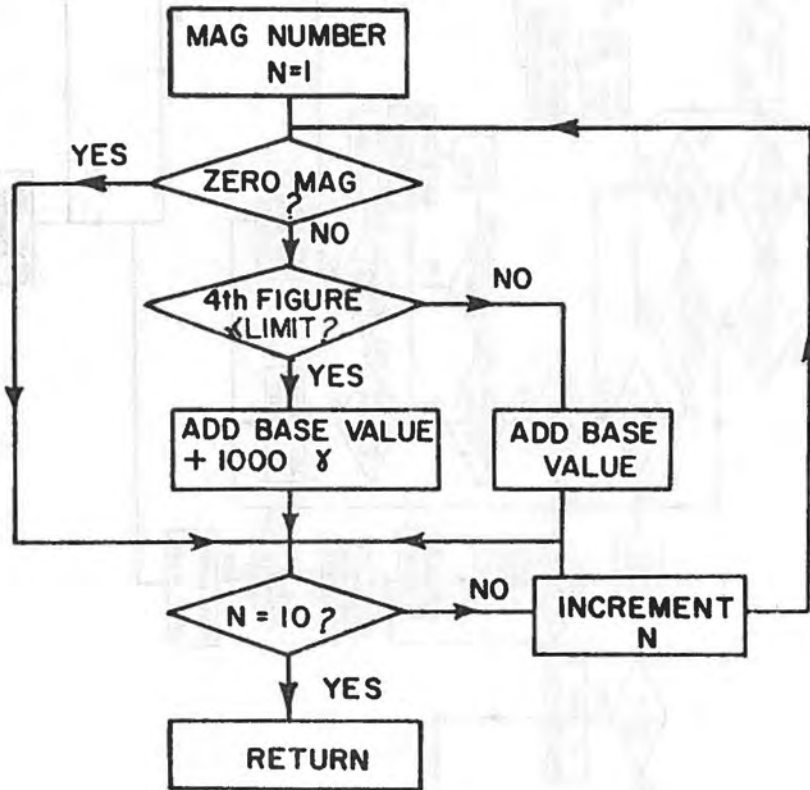 MAG NUMBER
N=1
YES
ZERO MAG
?
NO
4th FIGURE
<LIMIT?
NO
YES
ADD BASE VALUE
+ 1000 γ
ADD BASE
VALUE
N = 10?
NO
INCREMENT
N
YES
RETURN